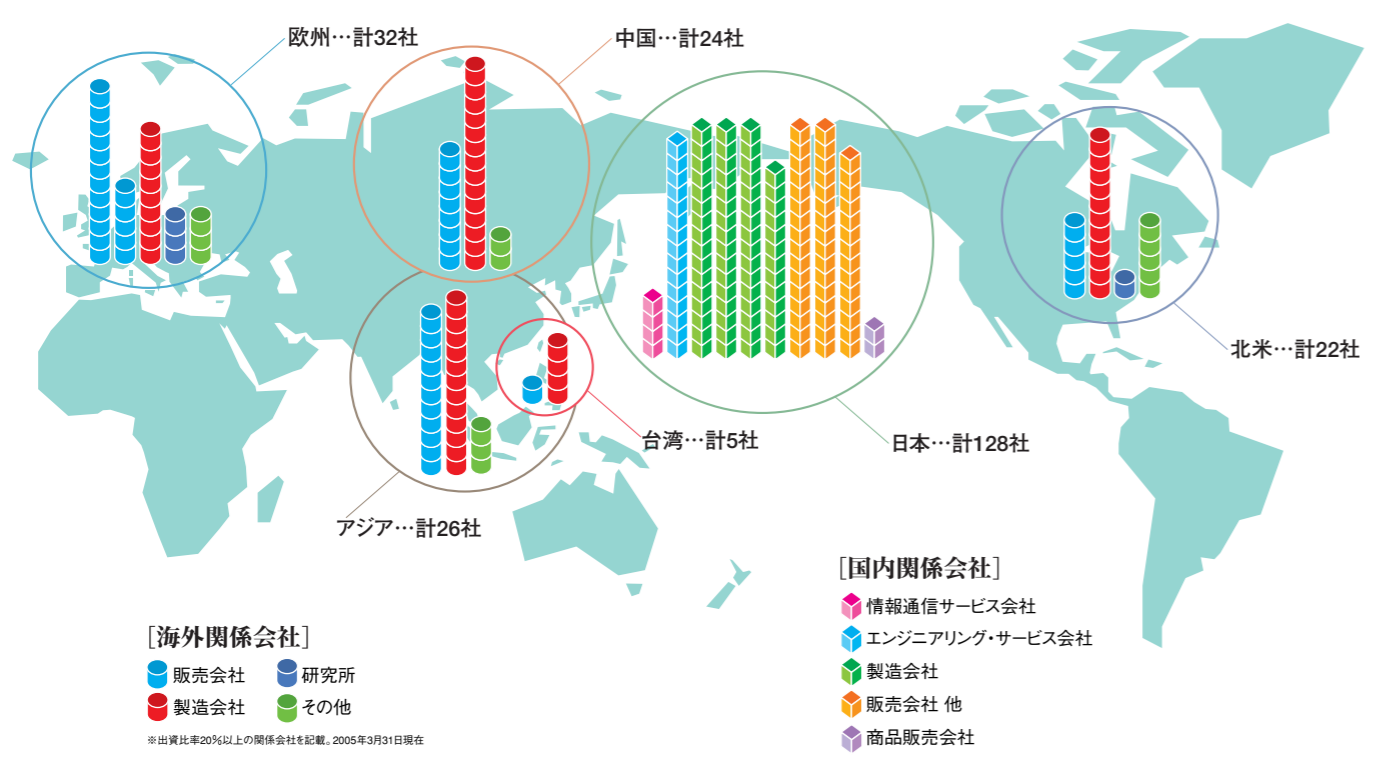 欧州…計32社
中国…計24社
北米…計22社
台湾…計5社
日本…計128社
アジア…計26社
［海外関係会社］
販売会社
研究所
製造会社
その他
※出資比率20%以上の関係会社を記載。2005年3月31日現在
［国内関係会社］
情報通信サービス会社
エンジニアリング・サービス会社
製造会社
販売会社 他
商品販売会社